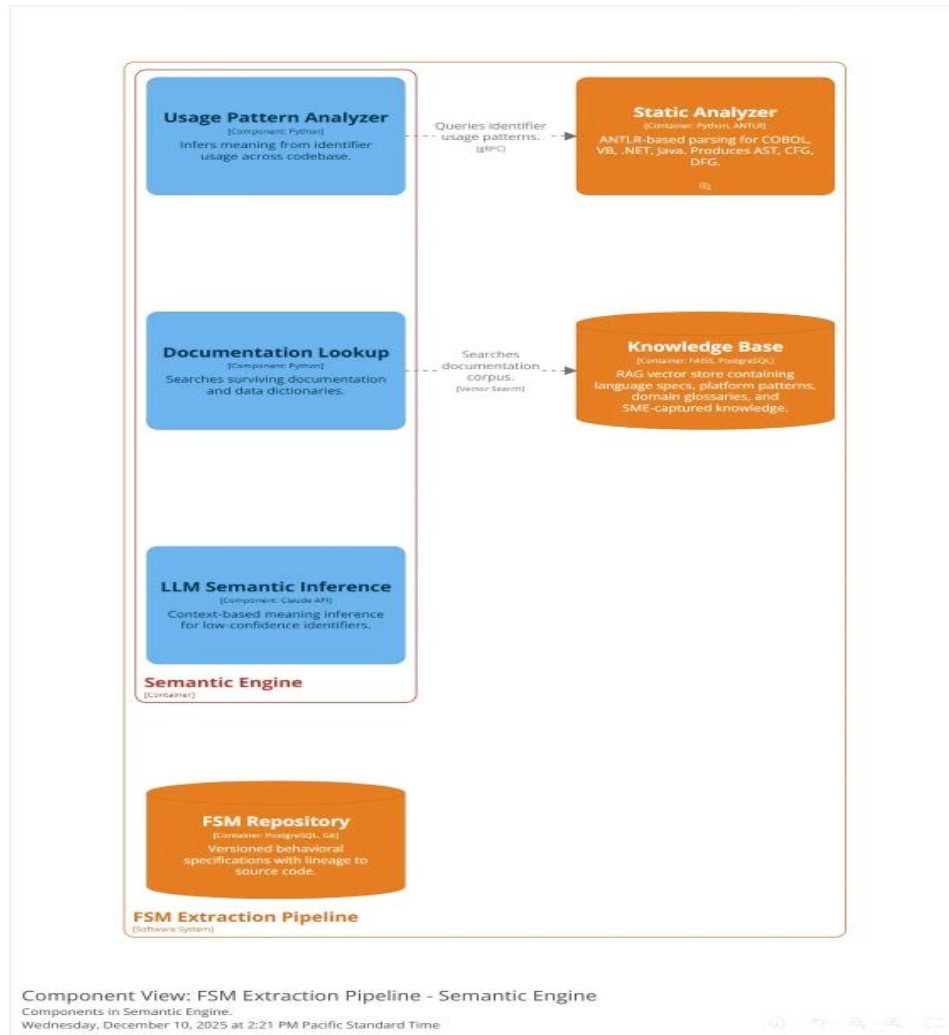 Usage Pattern Analyzer
[Component: Python]
Infers meaning from identifier
usage across codebase.
Queries identifier
usage patterns.
[gRPC]
Static Analyzer
[Container: Python, ANTLR]
ANTLR-based parsing for COBOL,
VB, .NET, Java. Produces AST, CFG,
DFG.
Documentation Lookup
[Component: Python]
Searches surviving documentation
and data dictionaries.
Searches
documentation
corpus.
[Vector Search]
Knowledge Base
[Container: FAISS, PostgreSQL]
RAG vector store containing
language specs, platform patterns,
domain glossaries, and
SME-captured knowledge.
LLM Semantic Inference
[Component: Claude API]
Context-based meaning inference
for low-confidence identifiers.
Semantic Engine
[Container]
FSM Repository
[Container: PostgreSQL, Git]
Versioned behavioral
specifications with lineage to
source code.
FSM Extraction Pipeline
[Software System]
Component View: FSM Extraction Pipeline - Semantic Engine
Components in Semantic Engine.
Wednesday, December 10, 2025 at 2:21 PM Pacific Standard Time